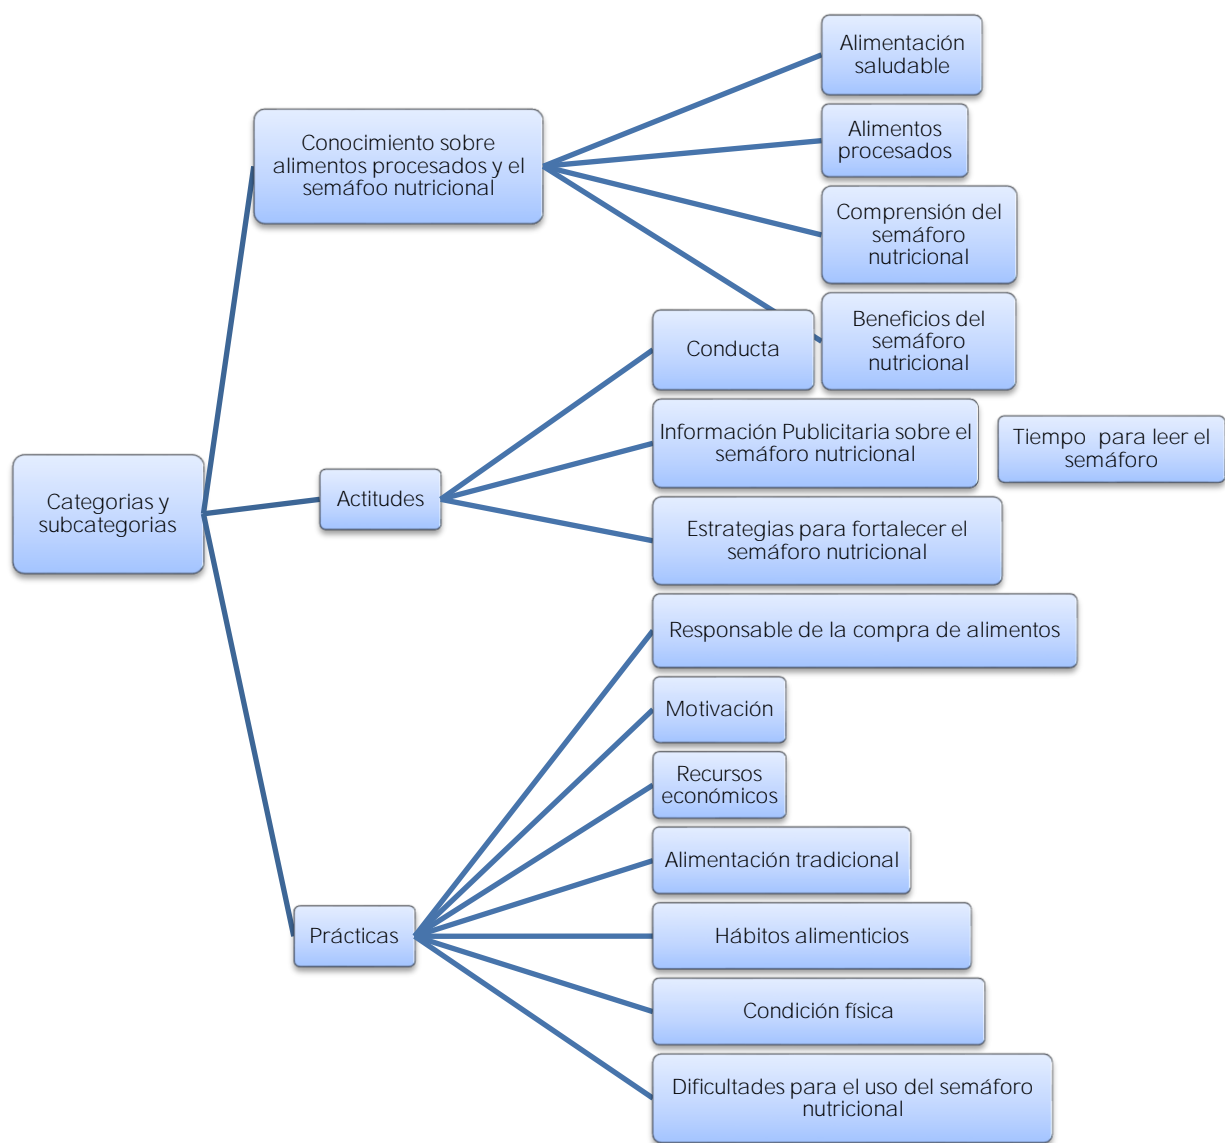 Categorias y
subcategorias
Conocimiento sobre
alimentos procesados y el
semáfoo nutricional
Alimentación
saludable
Alimentos
procesados
Comprensión del
semáforo
nutricional
Beneficios del
semáforo
nutricional
Actitudes
Conducta
Información Publicitaria sobre el
semáforo nutricional
Tiempo para leer el
semáforo
Estrategias para fortalecer el
semáforo nutricional
Prácticas
Responsable de la compra de alimentos
Motivación
Recursos
económicos
Alimentación tradicional
Hábitos alimenticios
Condición física
Dificultades para el uso del semáforo
nutricional